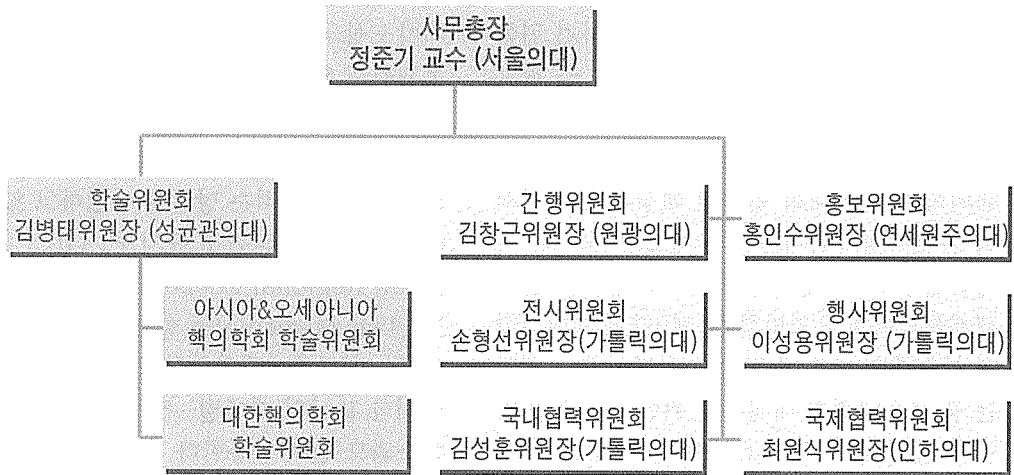 사무총장
정준기 교수 (서울의대)
학술위원회
김병태위원장 (성균관의대)
간행위원회
김창근위원장 (원광의대)
홍보위원회
홍인수위원장 (연세원주의대)
아시아&오세아니아
핵의학회 학술위원회
전시위원회
손형선위원장(가톨릭의대)
행사위원회
이성용위원장 (가톨릭의대)
대한핵의학회
학술위원회
국내협력위원회
김성훈위원장(가톨릭의대)
국제협력위원회
최원식위원장(인하의대)